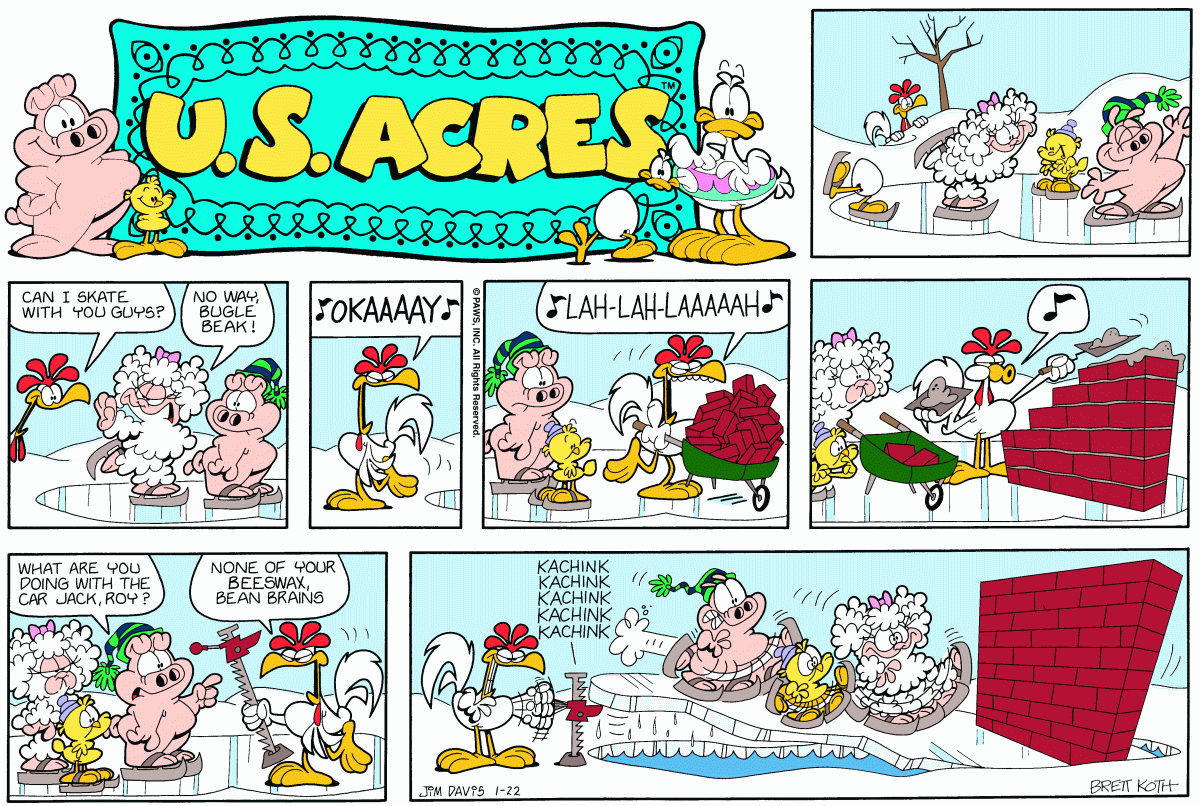 U.S. ACRES™
CAN I SKATE
WITH YOU GUYS?
NO WAY,
BUGLE
BEAK!
♪OKAAAAY♪
© PAWS, INC. All Rights Reserved.
♪LAH-LAH-LAAAAAH♪
♪
WHAT ARE YOU
DOING WITH THE
CAR JACK, ROY?
NONE OF YOUR
BEESWAX,
BEAN BRAINS
KACHINK
KACHINK
KACHINK
KACHINK
KACHINK
JIM DAVIS 1-22
BRETT KOTH